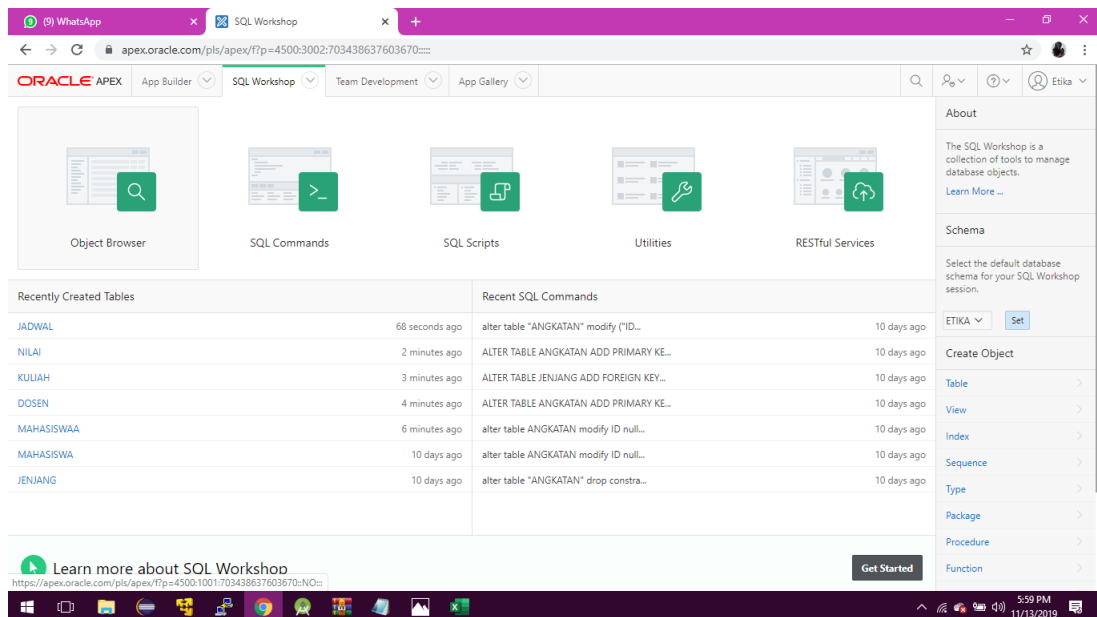 9 (9) WhatsApp
SQL Workshop
apex.oracle.com/pls/apex/f?p=4500:3002:703438637603670:::::
ORACLE APEX
App Builder
SQL Workshop
Team Development
App Gallery
Etika
Object Browser
SQL Commands
SQL Scripts
Utilities
RESTful Services
Recently Created Tables
JADWAL 68 seconds ago
NILAI 2 minutes ago
KULIAH 3 minutes ago
DOSEN 4 minutes ago
MAHASISWAA 6 minutes ago
MAHASISWA 10 days ago
JENJANG 10 days ago
Recent SQL Commands
alter table "ANGKATAN" modify ("ID... 10 days ago
ALTER TABLE ANGKATAN ADD PRIMARY KE... 10 days ago
ALTER TABLE JENJANG ADD FOREIGN KEY... 10 days ago
ALTER TABLE ANGKATAN ADD PRIMARY KE... 10 days ago
alter table ANGKATAN modify ID null... 10 days ago
alter table ANGKATAN modify ID null... 10 days ago
alter table "ANGKATAN" drop constra... 10 days ago
About
The SQL Workshop is a
collection of tools to manage
database objects.
Learn More ...
Schema
Select the default database
schema for your SQL Workshop
session.
ETIKA
Set
Create Object
Table
View
Index
Sequence
Type
Package
Procedure
Function
Learn more about SQL Workshop
Get Started
https://apex.oracle.com/pls/apex/f?p=4500:1001:703438637603670::NO:::
5:59 PM
11/13/2019